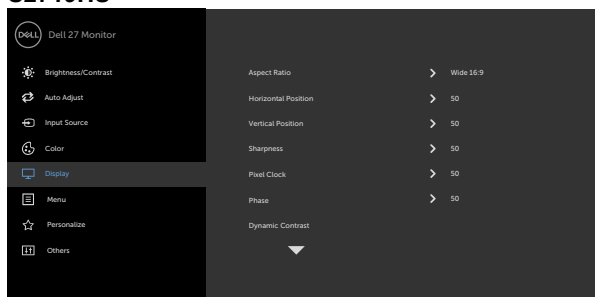 DELL Dell 27 Monitor
Brightness/Contrast Aspect Ratio Wide 16:9
Auto Adjust Horizontal Position 50
Input Source Vertical Position 50
Color Sharpness 50
Display Pixel Clock 50
Menu Phase 50
Personalize Dynamic Contrast
Others